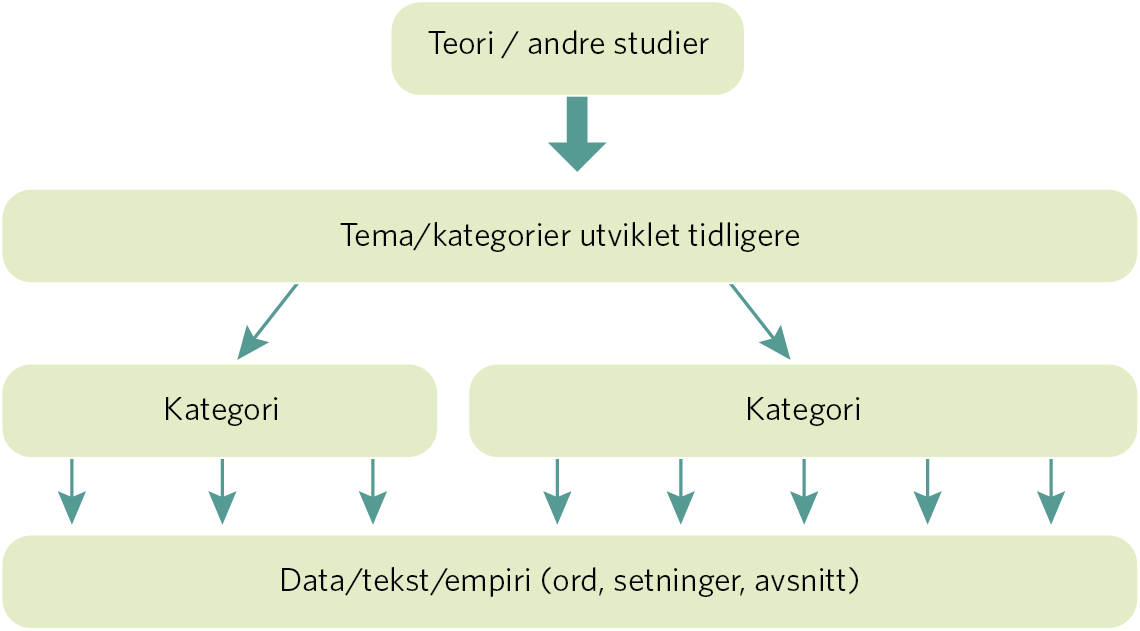 Teori / andre studier
Tema/kategorier utviklet tidligere
Kategori
Kategori
Data/tekst/empiri (ord, setninger, avsnitt)